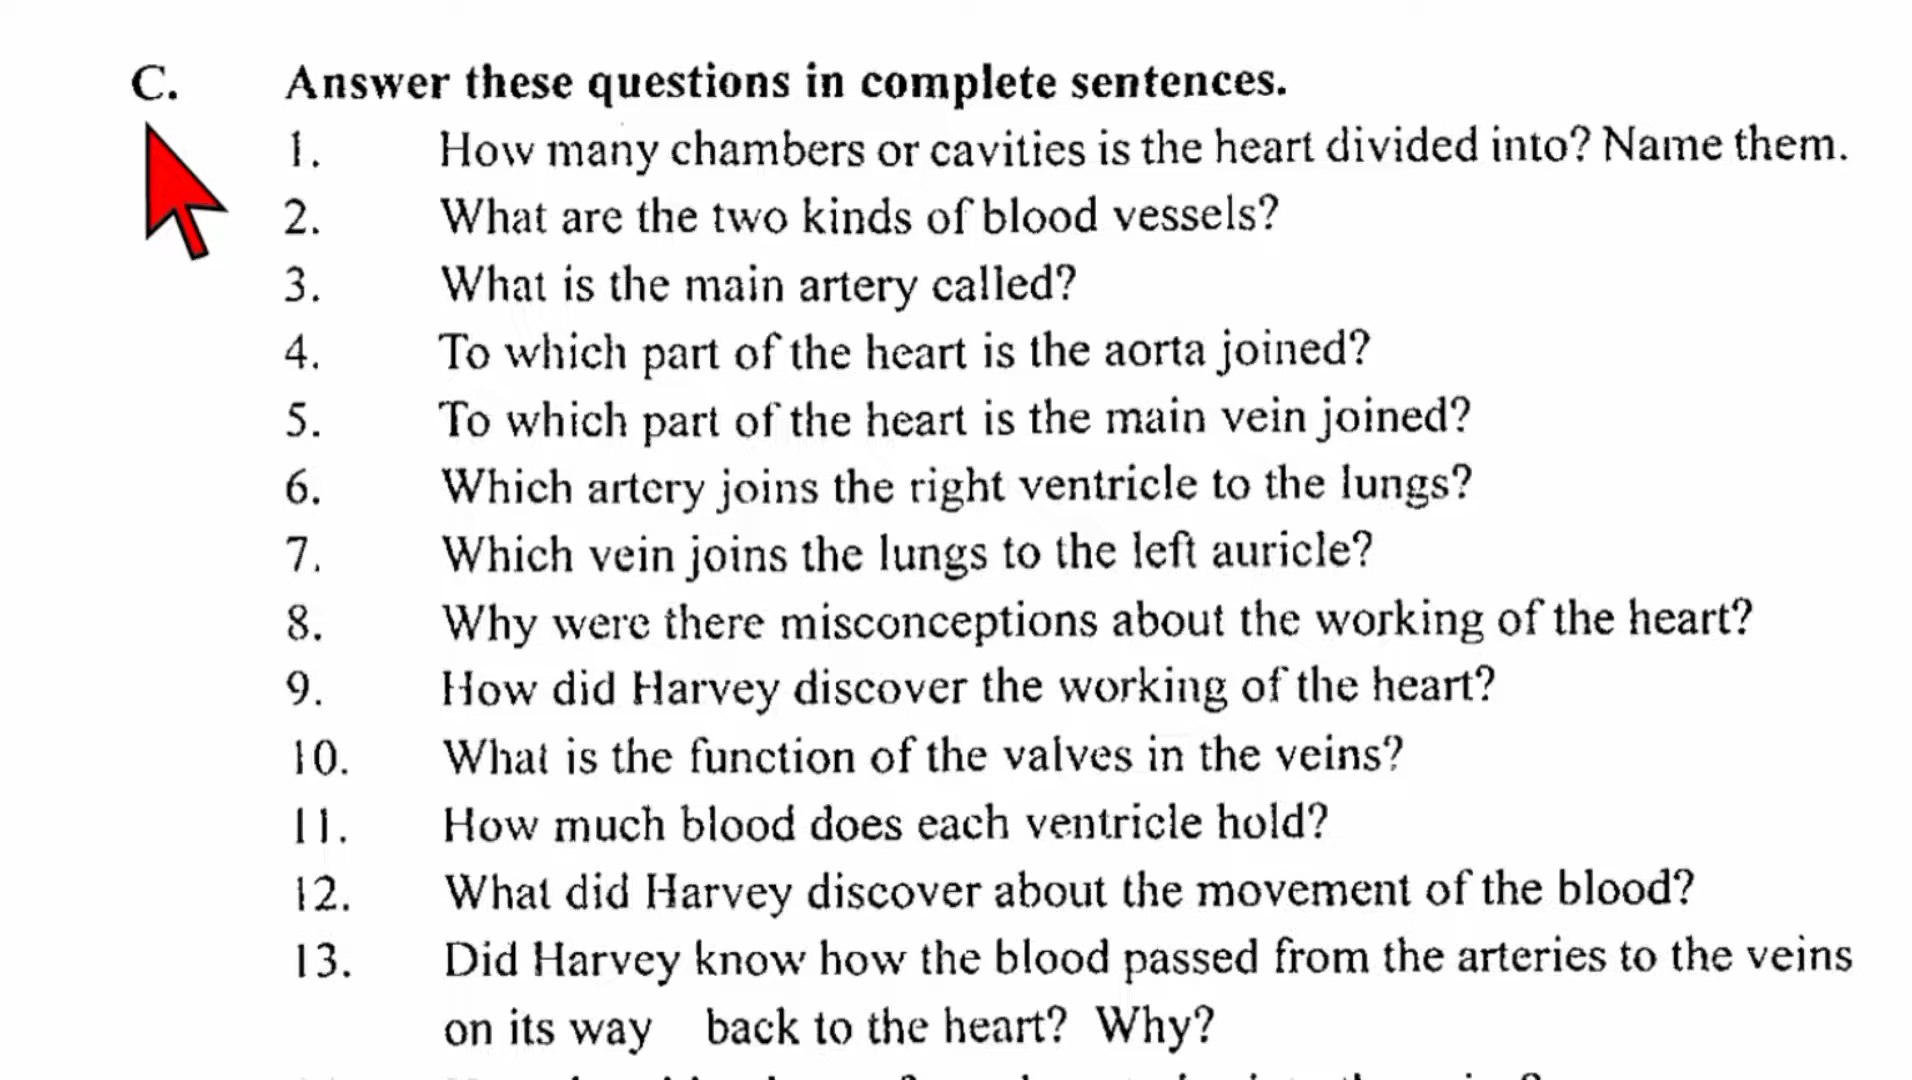 C. Answer these questions in complete sentences.
1. How many chambers or cavities is the heart divided into? Name them.
2. What are the two kinds of blood vessels?
3. What is the main artery called?
4. To which part of the heart is the aorta joined?
5. To which part of the heart is the main vein joined?
6. Which artery joins the right ventricle to the lungs?
7. Which vein joins the lungs to the left auricle?
8. Why were there misconceptions about the working of the heart?
9. How did Harvey discover the working of the heart?
10. What is the function of the valves in the veins?
11. How much blood does each ventricle hold?
12. What did Harvey discover about the movement of the blood?
13. Did Harvey know how the blood passed from the arteries to the veins
on its way back to the heart? Why?